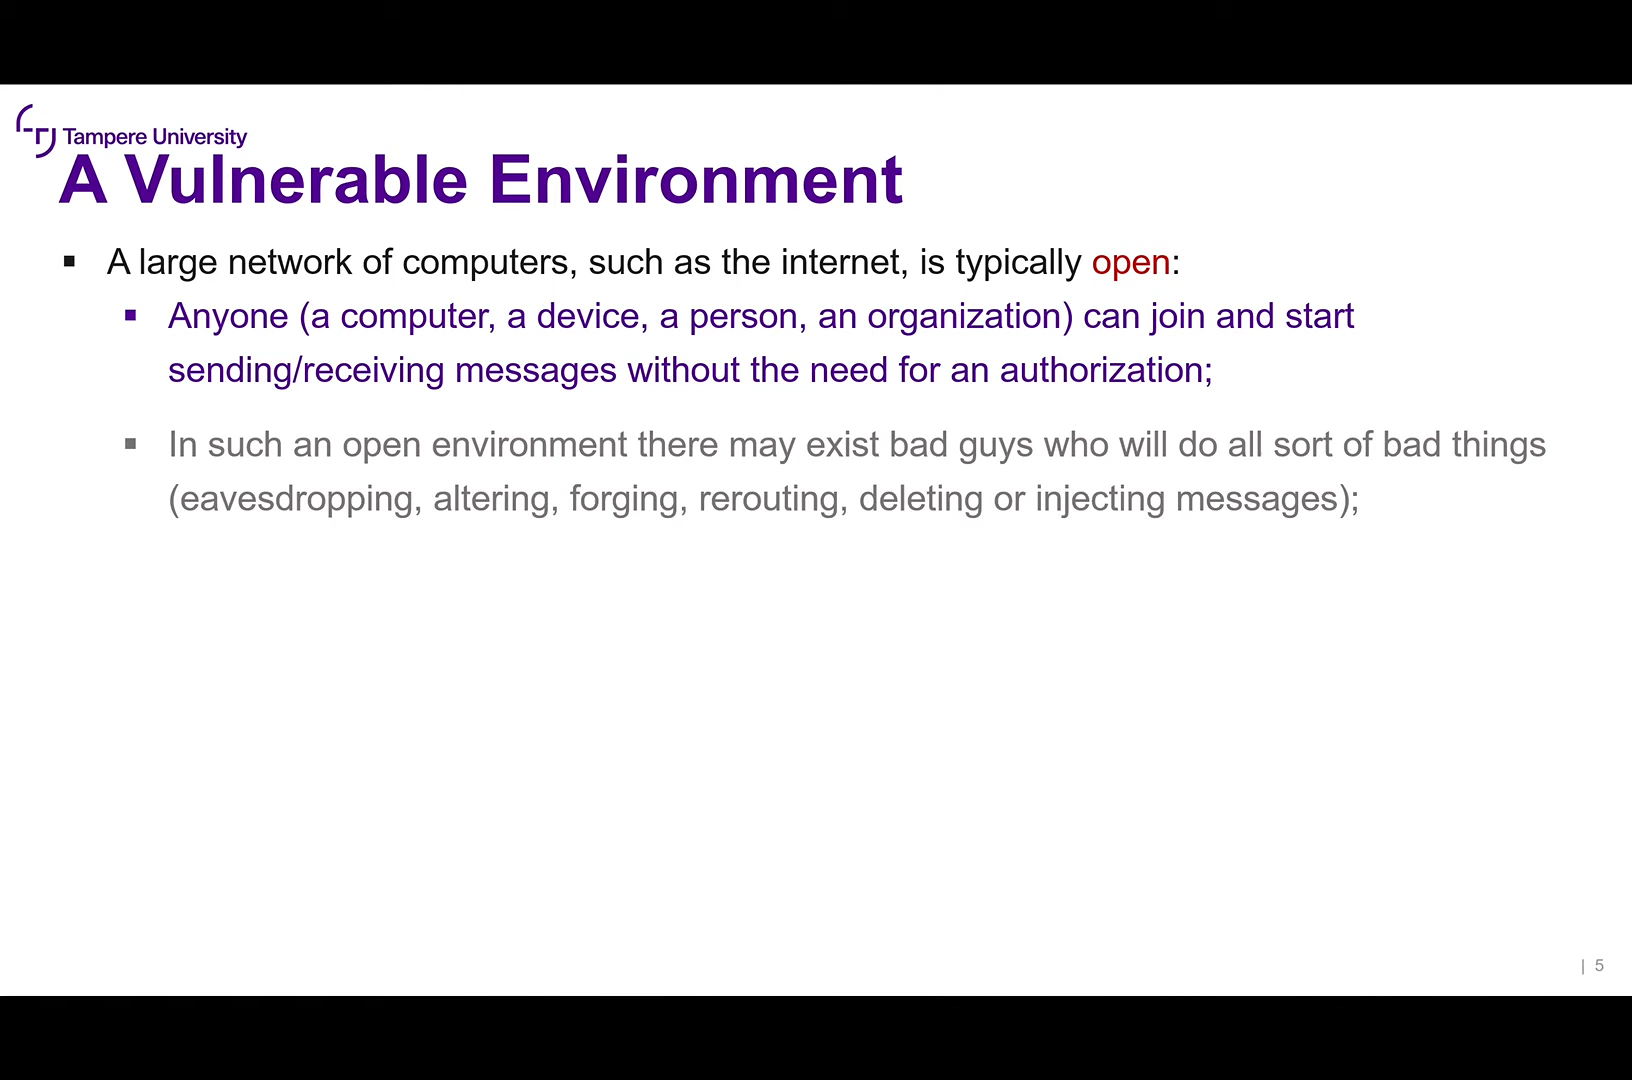 Tampere University
A Vulnerable Environment
▪ A large network of computers, such as the internet, is typically open:
▪ Anyone (a computer, a device, a person, an organization) can join and start
sending/receiving messages without the need for an authorization;
▪ In such an open environment there may exist bad guys who will do all sort of bad things
(eavesdropping, altering, forging, rerouting, deleting or injecting messages);
| 5